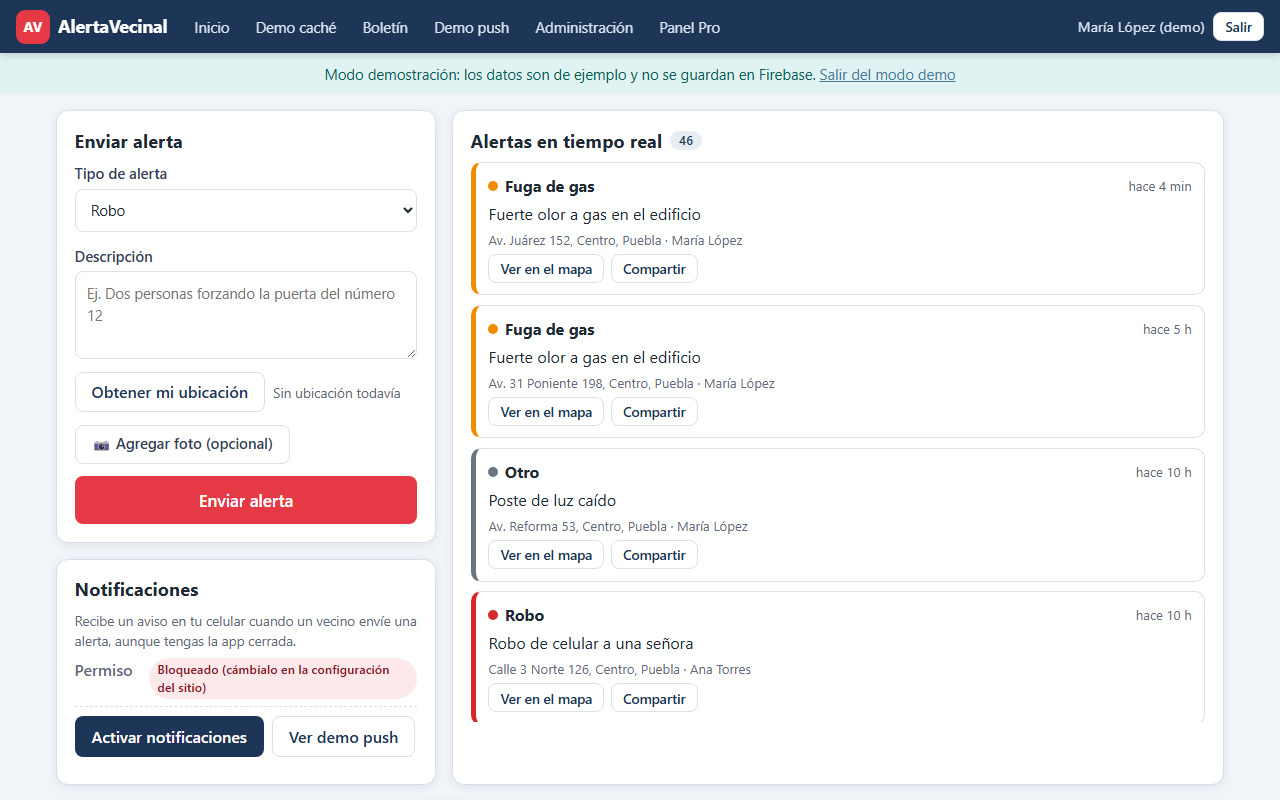 AV AlertaVecinal Inicio Demo caché Boletín Demo push Administración Panel Pro María López (demo) Salir
Modo demostración: los datos son de ejemplo y no se guardan en Firebase. Salir del modo demo
Enviar alerta
Tipo de alerta
Robo
Descripción
Ej. Dos personas forzando la puerta del número
12
Obtener mi ubicación Sin ubicación todavía
Agregar foto (opcional)
Enviar alerta
Notificaciones
Recibe un aviso en tu celular cuando un vecino envíe una
alerta, aunque tengas la app cerrada.
Permiso Bloqueado (cámbialo en la configuración
del sitio)
Activar notificaciones Ver demo push
Alertas en tiempo real 46
Fuga de gas hace 4 min
Fuerte olor a gas en el edificio
Av. Juárez 152, Centro, Puebla · María López
Ver en el mapa Compartir
Fuga de gas hace 5 h
Fuerte olor a gas en el edificio
Av. 31 Poniente 198, Centro, Puebla · María López
Ver en el mapa Compartir
Otro hace 10 h
Poste de luz caído
Av. Reforma 53, Centro, Puebla · María López
Ver en el mapa Compartir
Robo hace 10 h
Robo de celular a una señora
Calle 3 Norte 126, Centro, Puebla · Ana Torres
Ver en el mapa Compartir